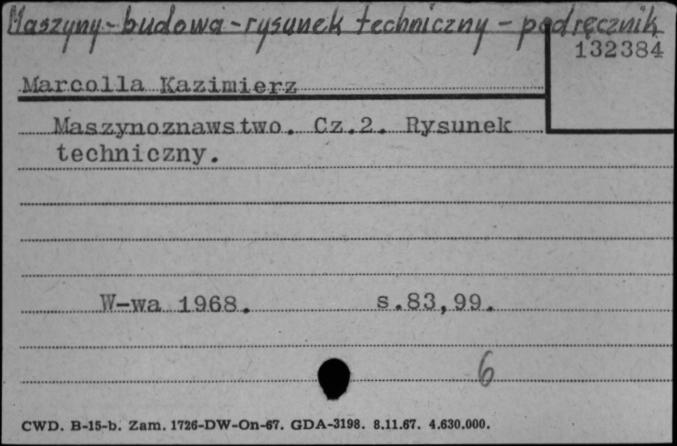 Maszyny-budowa-rysunek techniczny - podręcznik
132384
Marcolla Kazimierz
Maszynoznawstwo. Cz.2. Rysunek
techniczny.
W-wa 1968. s.83,99.
6
CWD. B-15-b. Zam. 1726-DW-On-67. GDA-3198. 8.11.67. 4.630.000.